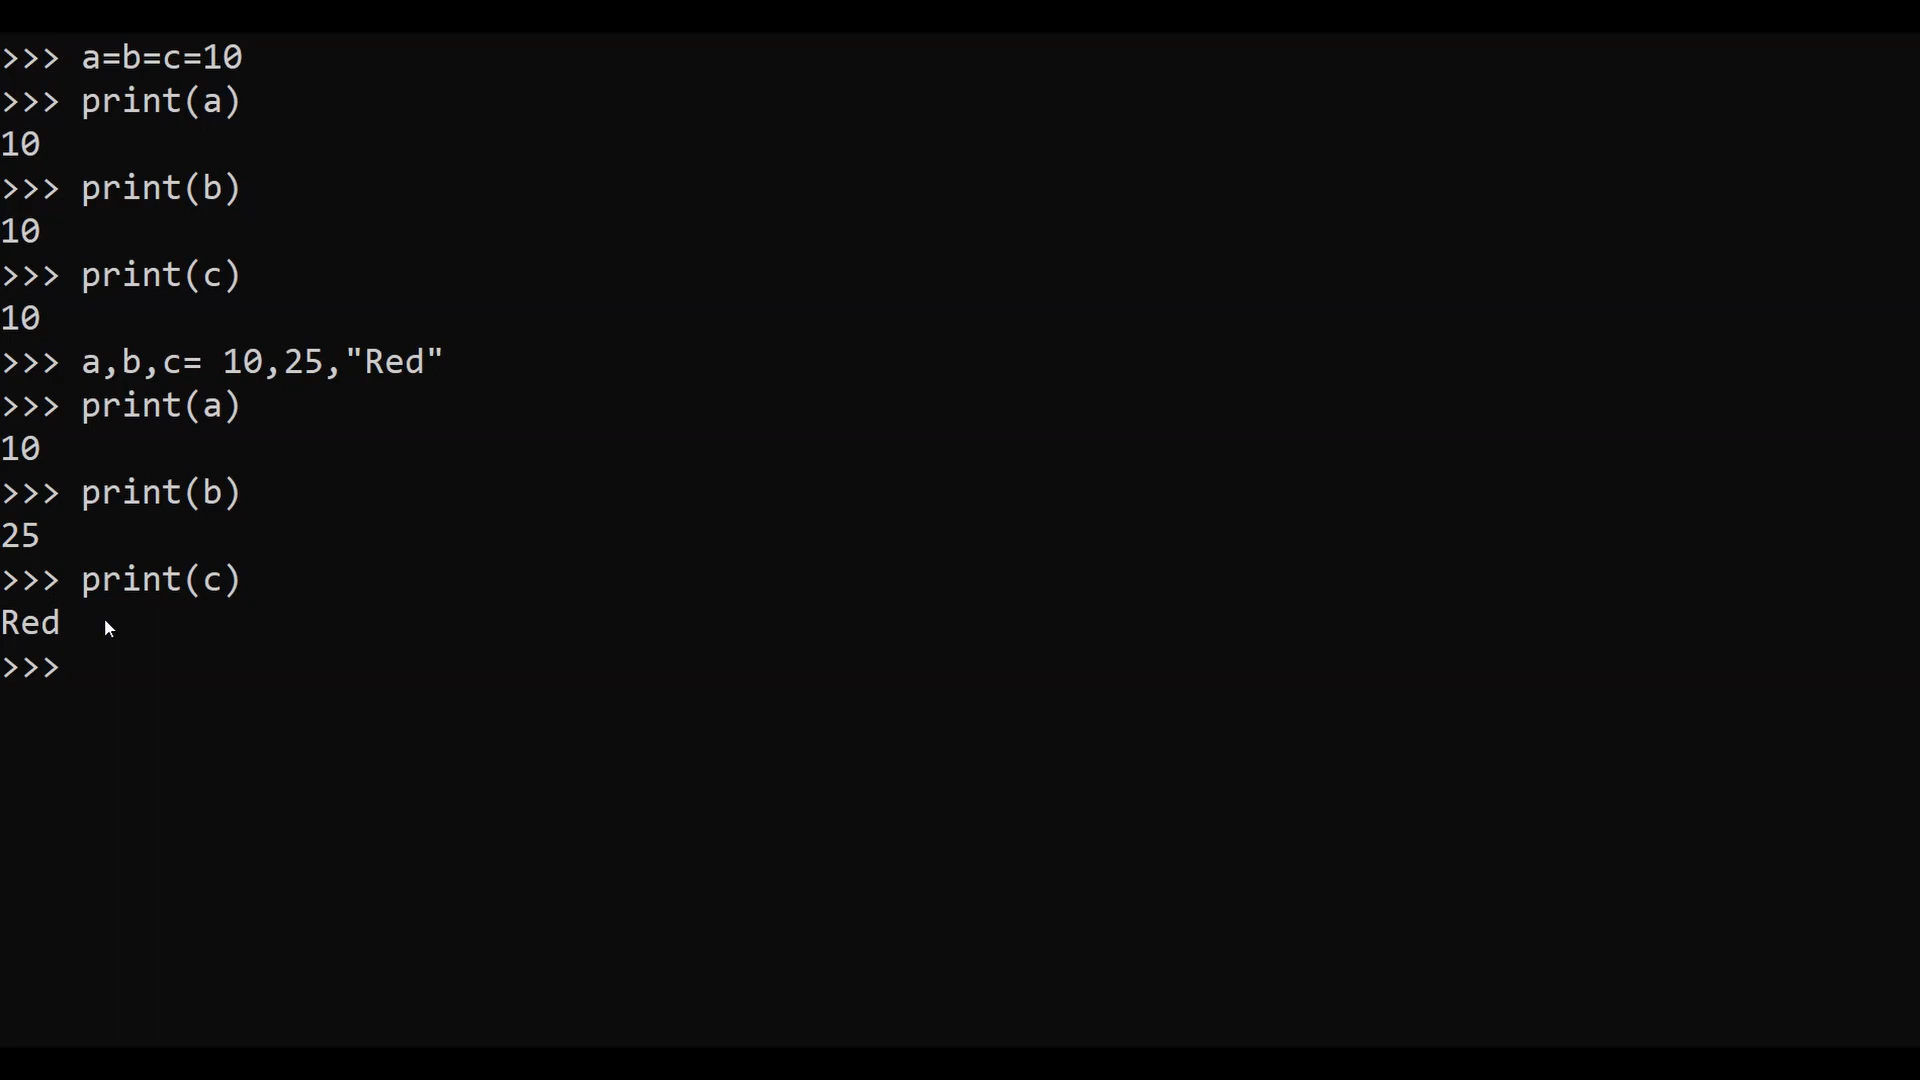 >>> a=b=c=10
>>> print(a)
10
>>> print(b)
10
>>> print(c)
10
>>> a,b,c= 10,25,"Red"
>>> print(a)
10
>>> print(b)
25
>>> print(c)
Red
>>>